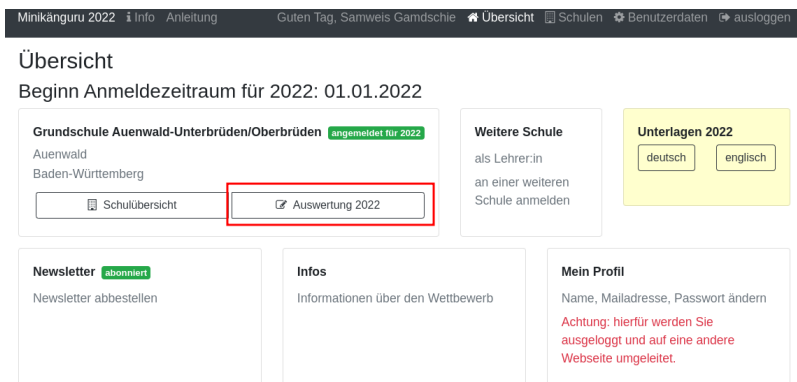 Minikänguru 2022 Info Anleitung Guten Tag, Samweis Gamdschie Übersicht Schulen Benutzerdaten ausloggen
Übersicht
Beginn Anmeldezeitraum für 2022: 01.01.2022
Grundschule Auenwald-Unterbrüden/Oberbrüden angemeldet für 2022
Auenwald
Baden-Württemberg
Schulübersicht Auswertung 2022
Weitere Schule
als Lehrer:in
an einer weiteren
Schule anmelden
Unterlagen 2022
deutsch englisch
Newsletter abonniert
Newsletter abbestellen
Infos
Informationen über den Wettbewerb
Mein Profil
Name, Mailadresse, Passwort ändern
Achtung: hierfür werden Sie
ausgeloggt und auf eine andere
Webseite umgeleitet.